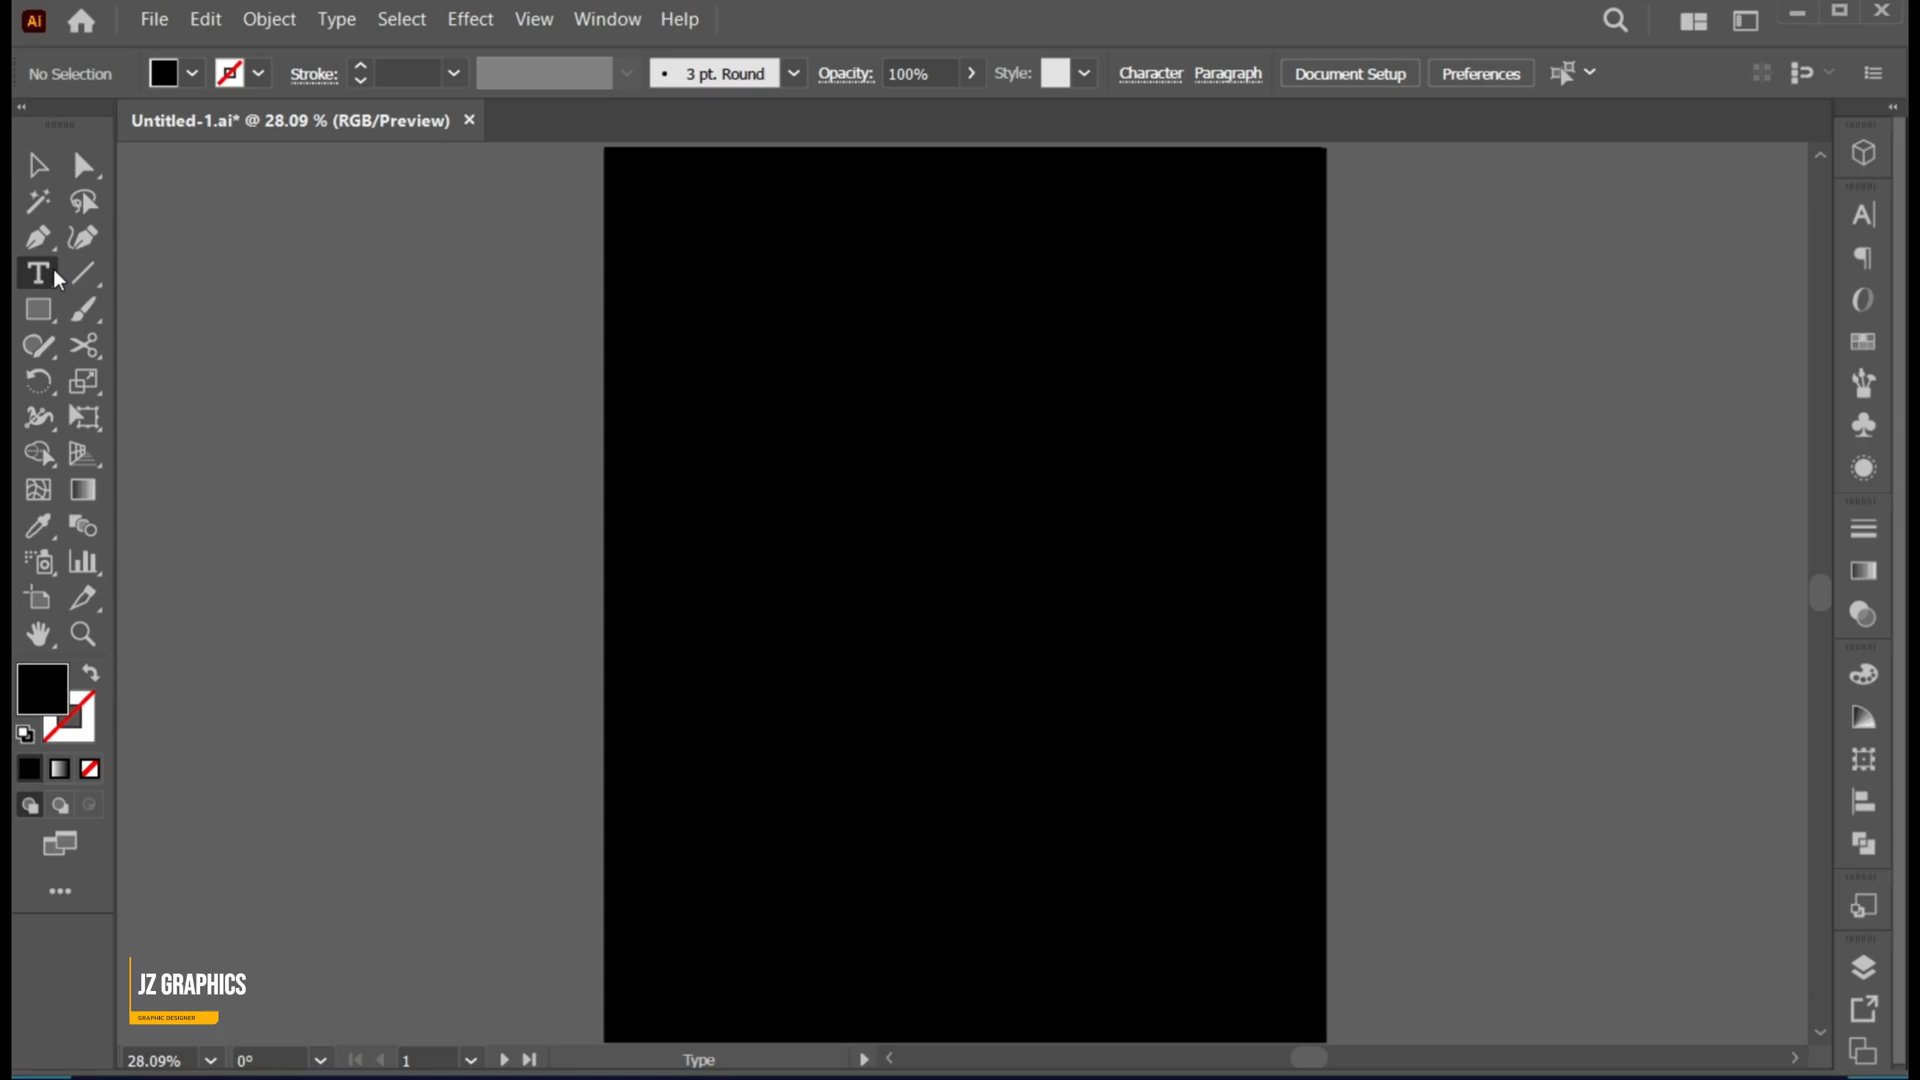 Ai File Edit Object Type Select Effect View Window Help
No Selection Stroke: 3 pt. Round Opacity: 100% Style: Character Paragraph Document Setup Preferences
Untitled-1.ai* @ 28.09 % (RGB/Preview) ×
JZ GRAPHICS
GRAPHIC DESIGNER
28.09% 0° 1 Type